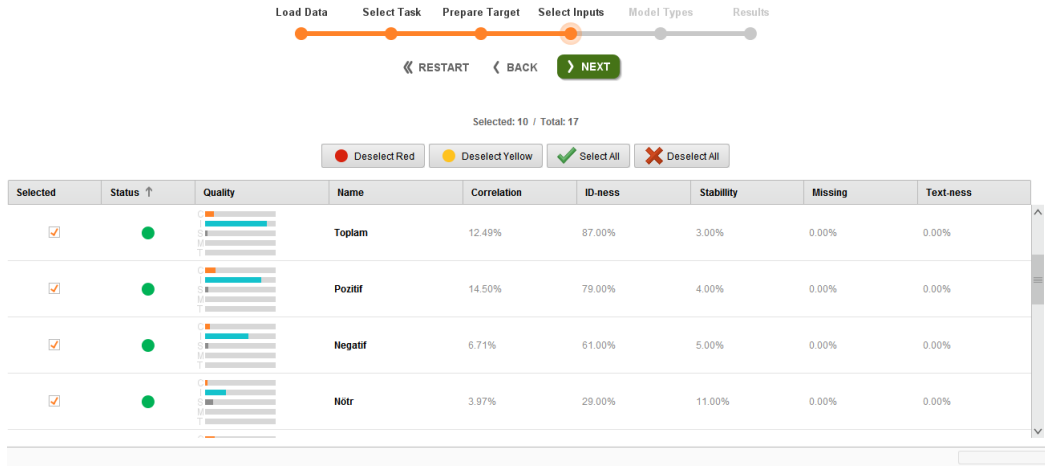 Load Data Select Task Prepare Target Select Inputs Model Types Results
RESTART BACK NEXT
Selected: 10 / Total: 17
Deselect Red Deselect Yellow Select All Deselect All
Selected Status ↑ Quality Name Correlation ID-ness Stabillity Missing Text-ness
C
I
S
M
T
Toplam 12.49% 87.00% 3.00% 0.00% 0.00%
C
I
S
M
T
Pozitif 14.50% 79.00% 4.00% 0.00% 0.00%
C
I
S
M
T
Negatif 6.71% 61.00% 5.00% 0.00% 0.00%
C
I
S
M
T
Nötr 3.97% 29.00% 11.00% 0.00% 0.00%
C